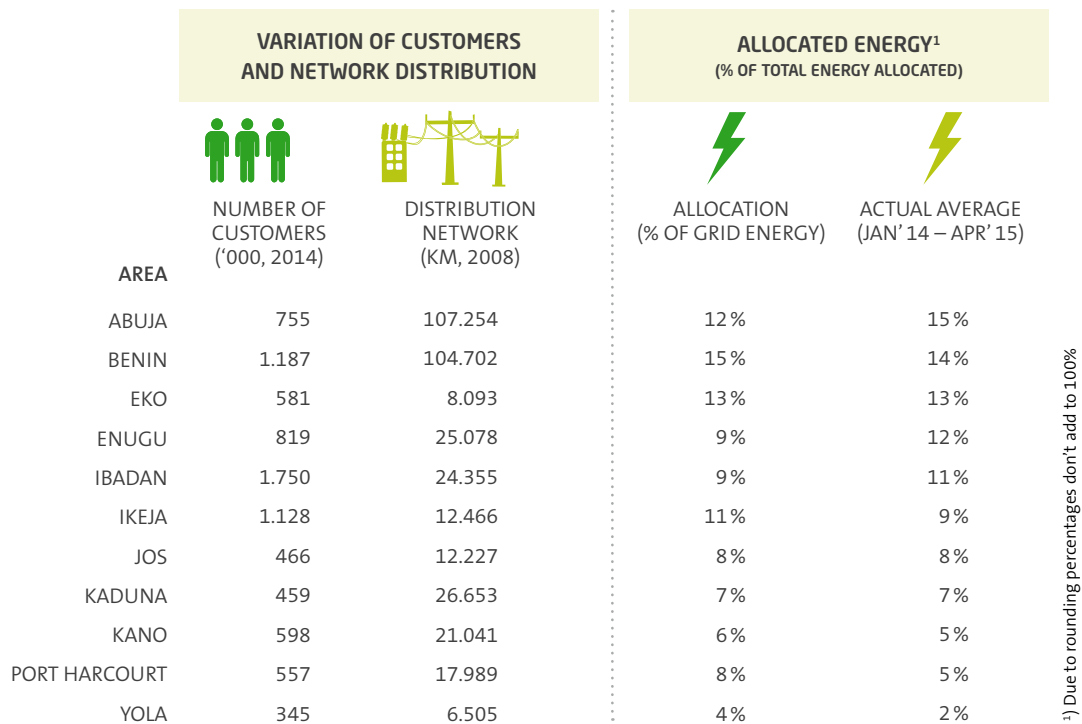 VARIATION OF CUSTOMERS
AND NETWORK DISTRIBUTION
ALLOCATED ENERGY¹
(% OF TOTAL ENERGY ALLOCATED)
NUMBER OF
CUSTOMERS
(‘000, 2014)
DISTRIBUTION
NETWORK
(KM, 2008)
ALLOCATION
(% OF GRID ENERGY)
ACTUAL AVERAGE
(JAN’ 14 – APR’ 15)
AREA
ABUJA 755 107.254 12 % 15 %
BENIN 1.187 104.702 15 % 14 %
EKO 581 8.093 13 % 13 %
ENUGU 819 25.078 9 % 12 %
IBADAN 1.750 24.355 9 % 11 %
IKEJA 1.128 12.466 11 % 9 %
JOS 466 12.227 8 % 8 %
KADUNA 459 26.653 7 % 7 %
KANO 598 21.041 6 % 5 %
PORT HARCOURT 557 17.989 8 % 5 %
YOLA 345 6.505 4 % 2 %
¹) Due to rounding percentages don’t add to 100%